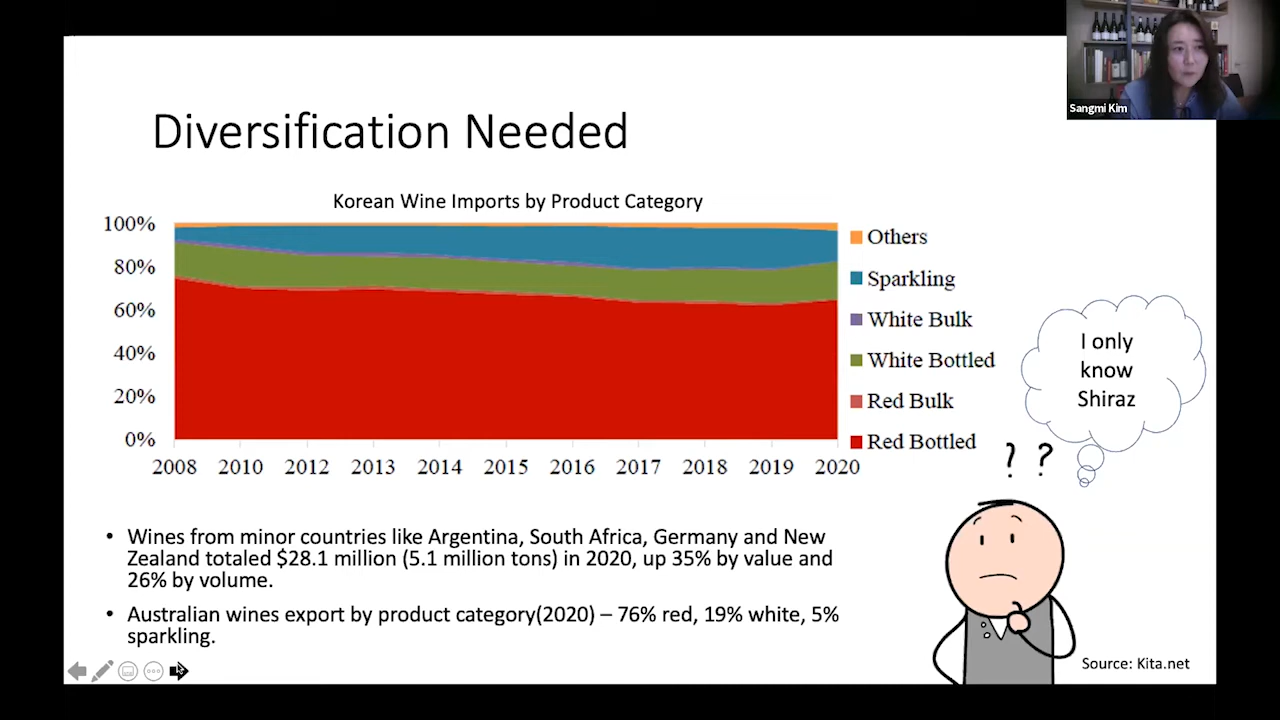 Sangmi Kim
Diversification Needed
Korean Wine Imports by Product Category
100%
80%
60%
40%
20%
0%
2008 2010 2012 2013 2014 2015 2016 2017 2018 2019 2020
Others
Sparkling
White Bulk
White Bottled
Red Bulk
Red Bottled
I only
know
Shiraz
? ?
• Wines from minor countries like Argentina, South Africa, Germany and New
Zealand totaled $28.1 million (5.1 million tons) in 2020, up 35% by value and
26% by volume.
• Australian wines export by product category(2020) – 76% red, 19% white, 5%
sparkling.
Source: Kita.net